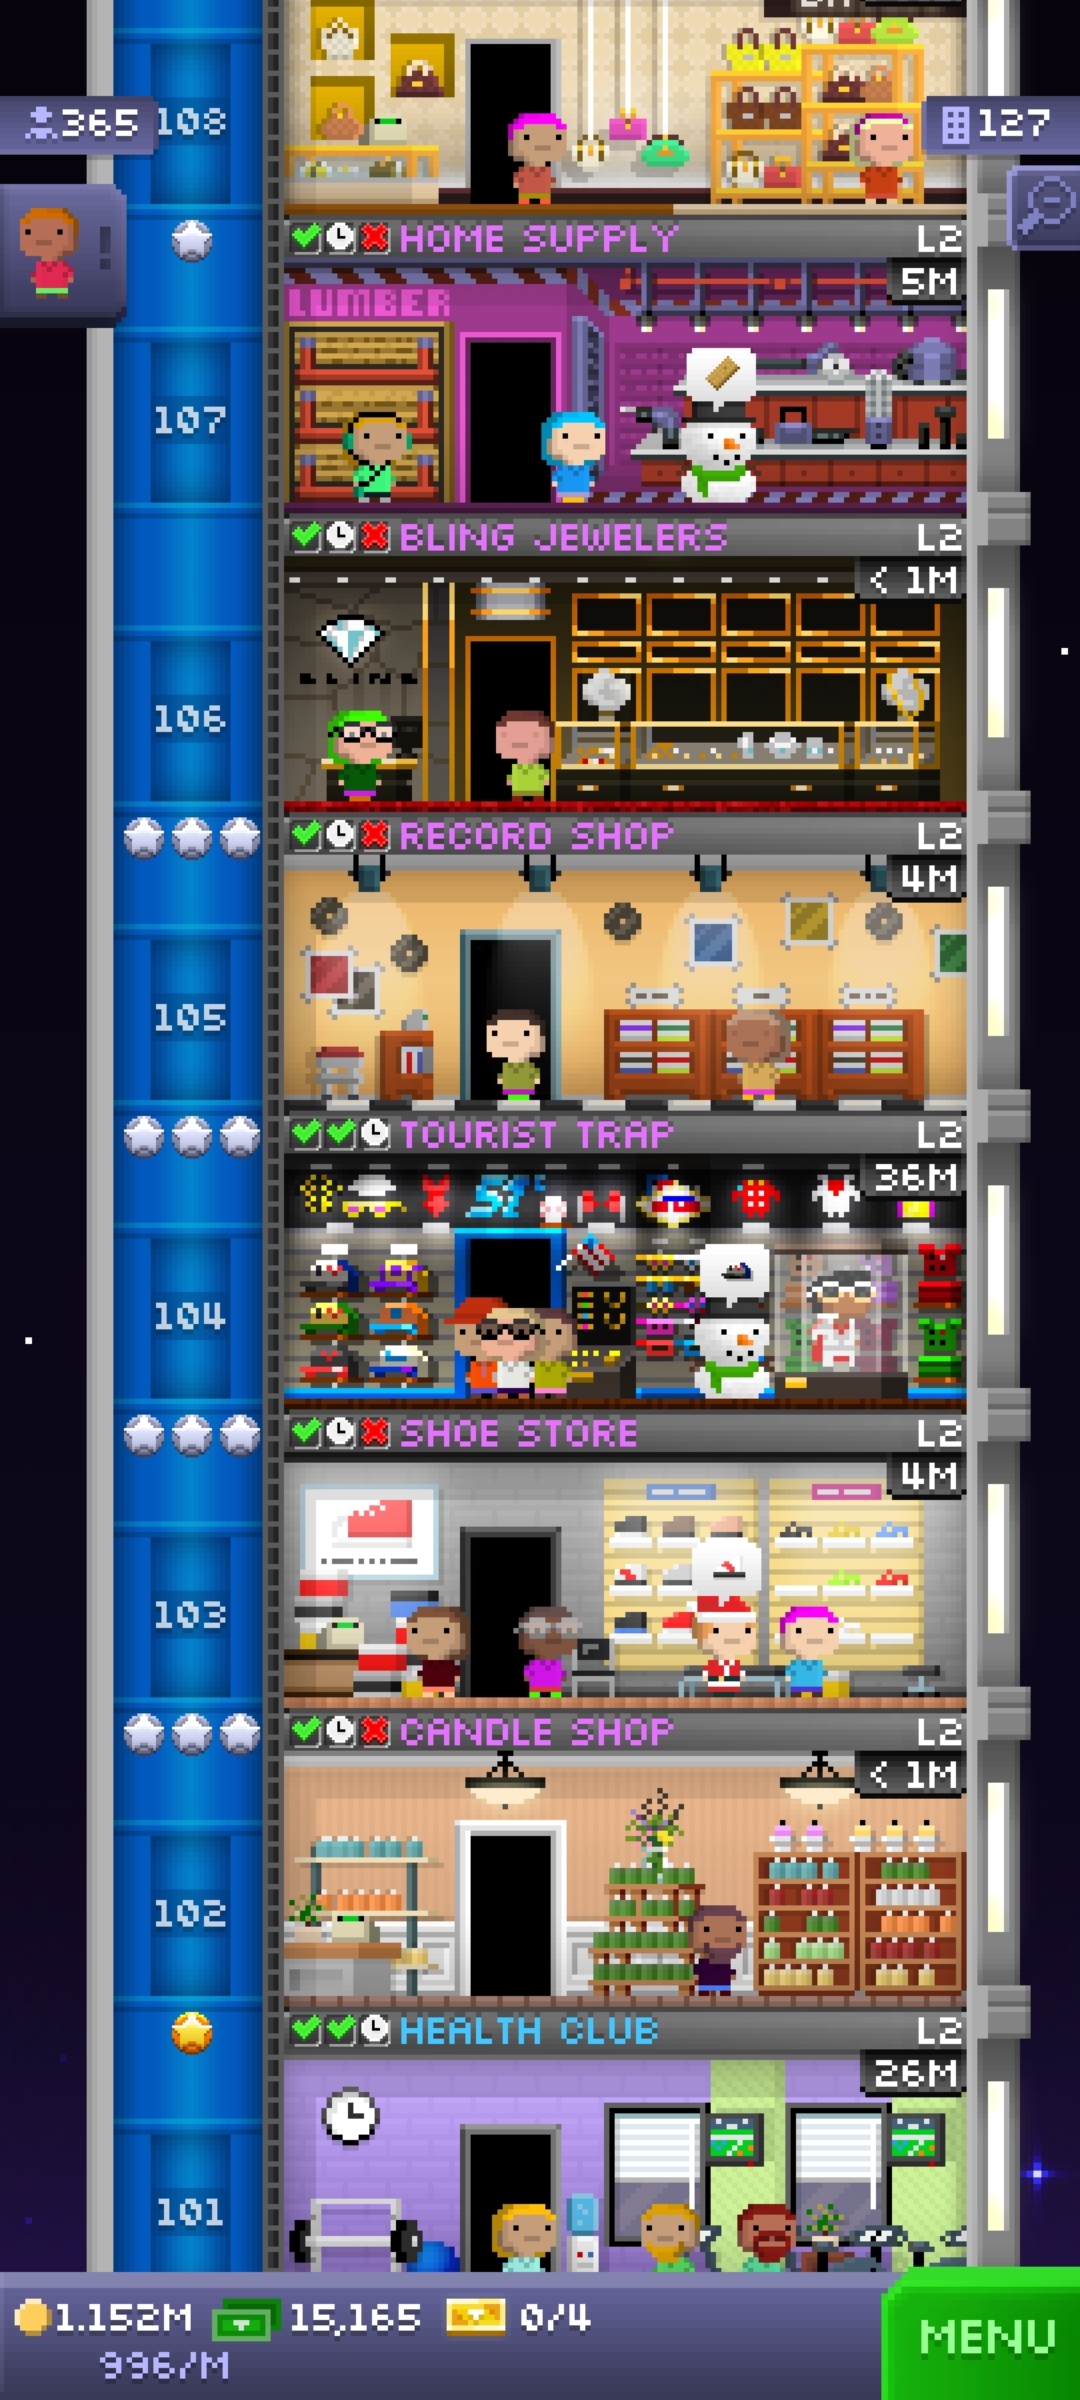 108
365
127
HOME SUPPLY L2
5M
LUMBER
107
BLING JEWELERS L2
< 1M
BLING
106
RECORD SHOP L2
4M
105
TOURIST TRAP L2
36M
104
SHOE STORE L2
4M
103
CANDLE SHOP L2
< 1M
102
HEALTH CLUB L2
26M
101
1.152M 15,165 0/4
996/M
MENU